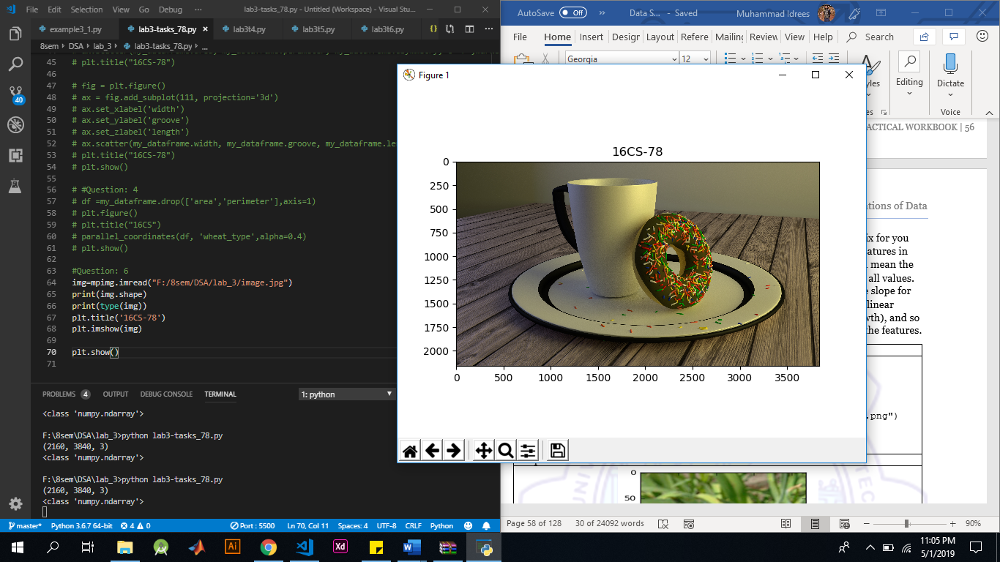 File Edit Selection View Go Debug ··· lab3-tasks_78.py - Untitled (Workspace) - Visual Stu...
example3_1.py lab3-tasks_78.py lab3t4.py lab3t5.py lab3t6.py
8sem > DSA > lab_3 > lab3-tasks_78.py > ...
45 # plt.title("16CS-78")
46
47 # fig = plt.figure()
48 # ax = fig.add_subplot(111, projection='3d')
49 # ax.set_xlabel('width')
50 # ax.set_ylabel('groove')
51 # ax.set_zlabel('length')
52 # ax.scatter(my_dataframe.width, my_dataframe.groove, my_dataframe.le
53 # plt.title("16CS-78")
54 # plt.show()
55
56 # #Question: 4
57 # df =my_dataframe.drop(['area','perimeter'],axis=1)
58 # plt.figure()
59 # plt.title("16CS")
60 # parallel_coordinates(df, 'wheat_type',alpha=0.4)
61 # plt.show()
62
63 #Question: 6
64 img=mpimg.imread("F:/8sem/DSA/lab_3/image.jpg")
65 print(img.shape)
66 print(type(img))
67 plt.title('16CS-78')
68 plt.imshow(img)
69
70 plt.show()
71
40
PROBLEMS 4 OUTPUT DEBUG CONSOLE TERMINAL 1: python
<class 'numpy.ndarray'>
F:\8sem\DSA\lab_3>python lab3-tasks_78.py
(2160, 3840, 3)
<class 'numpy.ndarray'>
F:\8sem\DSA\lab_3>python lab3-tasks_78.py
(2160, 3840, 3)
<class 'numpy.ndarray'>
master* Python 3.6.7 64-bit 4 0 Port : 5500 Ln 70, Col 11 Spaces: 4 UTF-8 CRLF Python
AutoSave Off Data S... - Saved Muhammad Idrees
File Home Insert Design Layout Refere Mailing Review View Help Search
Georgia 12
yles Editing Dictate
es Voice
ACTICAL WORKBOOK | 56
tions of Data
ix for you
atures in
mean the
all values.
e slope for
linear
vth), and so
the features.
.png")
0
50
Page 58 of 128 30 of 24092 words 90%
Figure 1
16CS-78
0
250
500
750
1000
1250
1500
1750
2000
0 500 1000 1500 2000 2500 3000 3500
Ai Xd
11:05 PM
5/1/2019